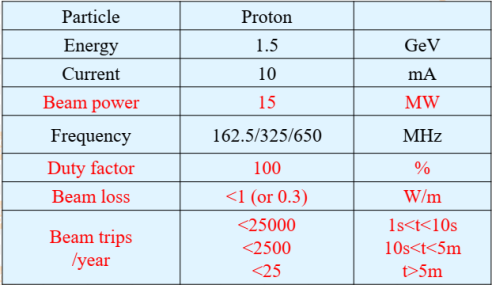 Particle Proton
Energy 1.5 GeV
Current 10 mA
Beam power 15 MW
Frequency 162.5/325/650 MHz
Duty factor 100 %
Beam loss <1 (or 0.3) W/m
Beam trips
/year
<25000 1s<t<10s
<2500 10s<t<5m
<25 t>5m